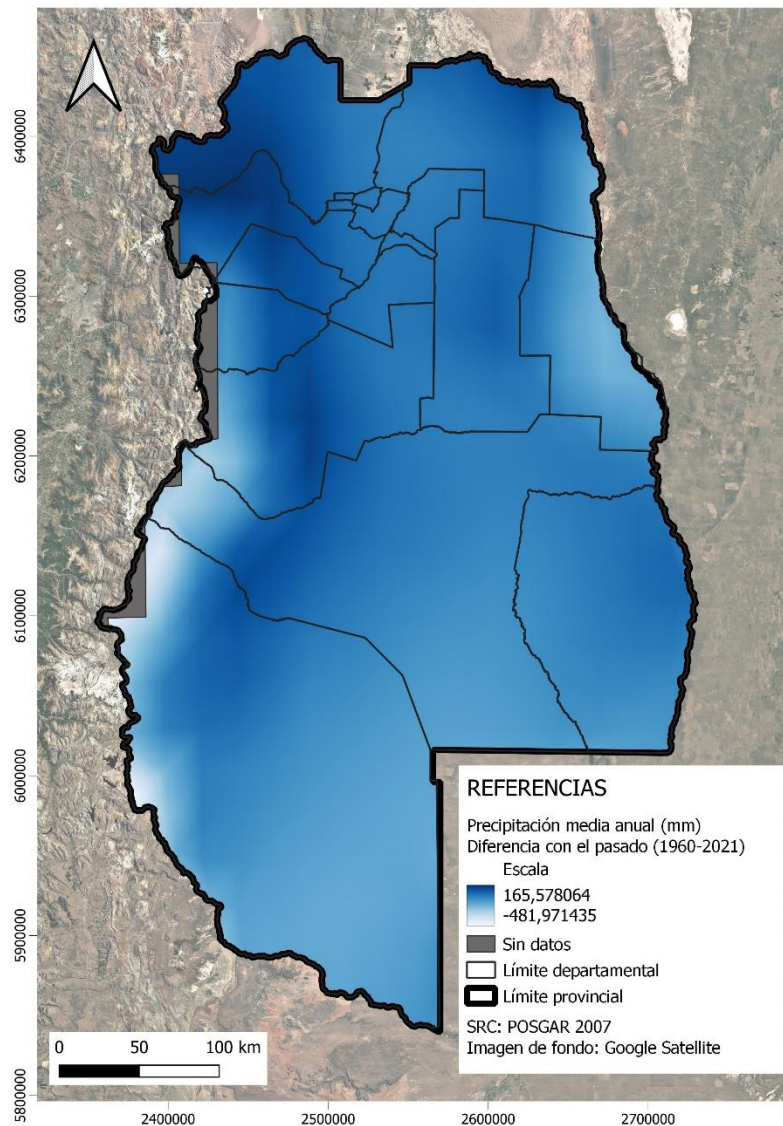 6400000
6300000
6200000
6100000
6000000
5900000
5800000
REFERENCIAS
Precipitación media anual (mm)
Diferencia con el pasado (1960-2021)
Escala
165,578064
-481,971435
Sin datos
Límite departamental
Límite provincial
SRC: POSGAR 2007
Imagen de fondo: Google Satellite
0 50 100 km
2400000 2500000 2600000 2700000